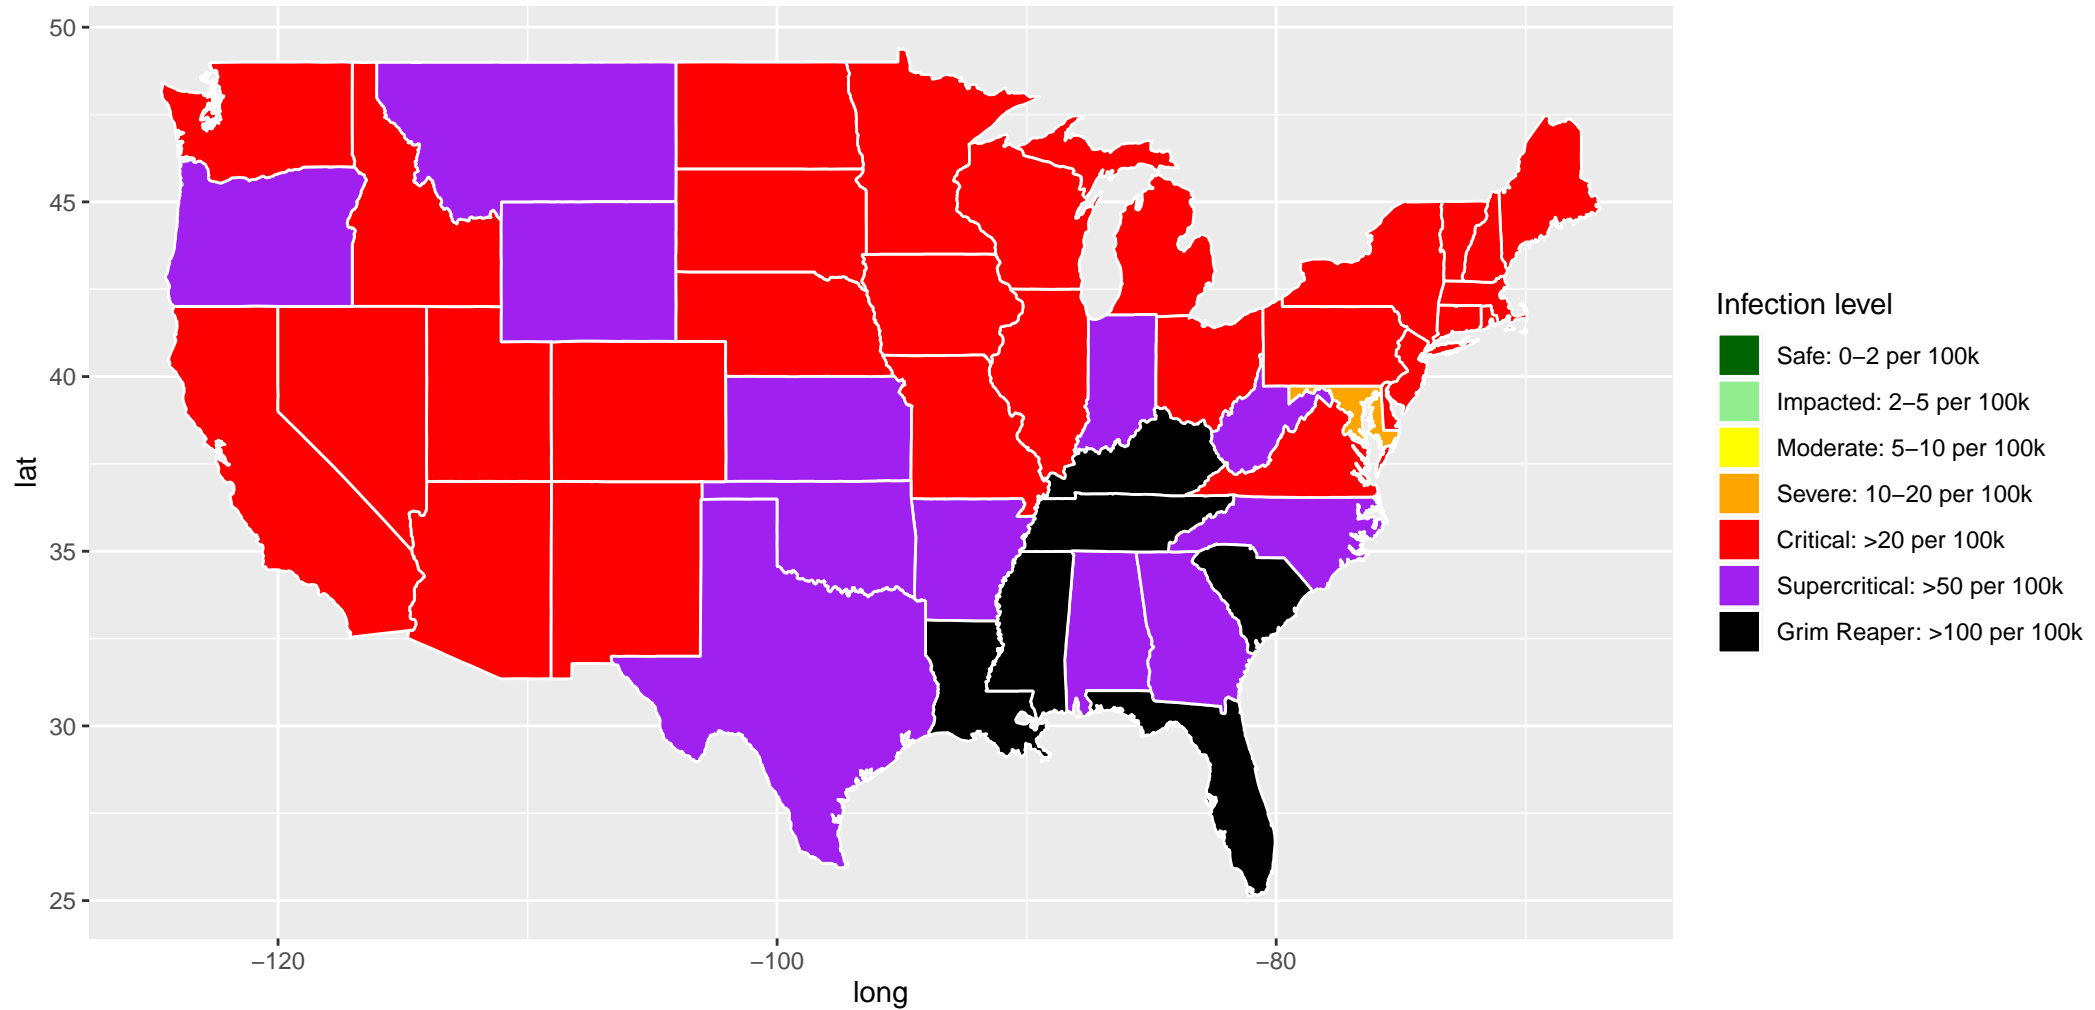 50
45
40
35
30
25
lat
−120
−100
−80
long
Infection level
Safe: 0−2 per 100k
Impacted: 2−5 per 100k
Moderate: 5−10 per 100k
Severe: 10−20 per 100k
Critical: >20 per 100k
Supercritical: >50 per 100k
Grim Reaper: >100 per 100k